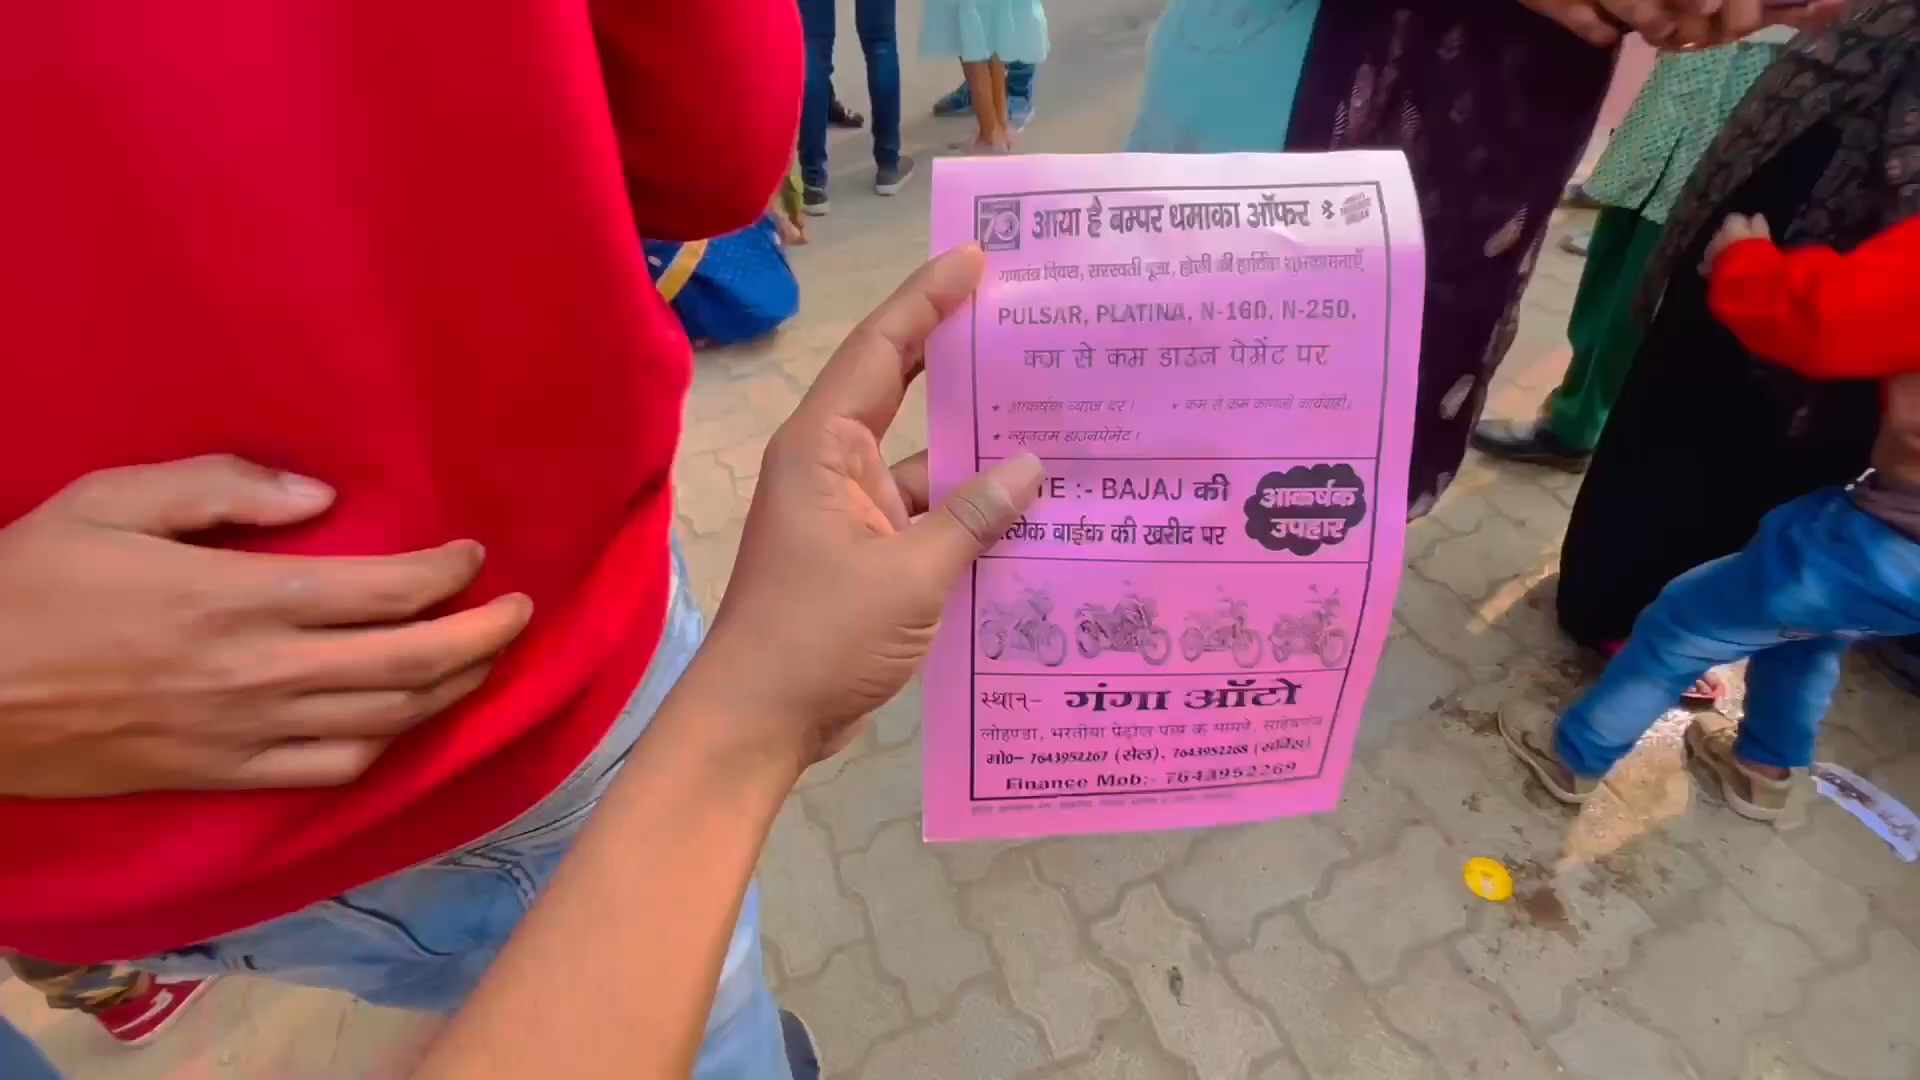 70 आया है बम्पर धमाका ऑफर
गणतंत्र दिवस, सरस्वती पूजा, होली की हार्दिक शुभकामनाएँ
PULSAR, PLATINA, N-160, N-250,
कम से कम डाउन पेमेंट पर
* आकर्षक ब्याज दर। * कम से कम कागजी कार्यवाही।
* न्यूनतम डाउनपेमेंट।
TE :- BAJAJ की
त्येक बाईक की खरीद पर
आकर्षक
उपहार
स्थान- गंगा ऑटो
लोहण्डा, भरतीया पेट्रोल पम्प के सामने, साहेबगंज
मो0- 7643952267 (सेल), 7643952268 (सर्विस)
Finance Mob:- 7643952269